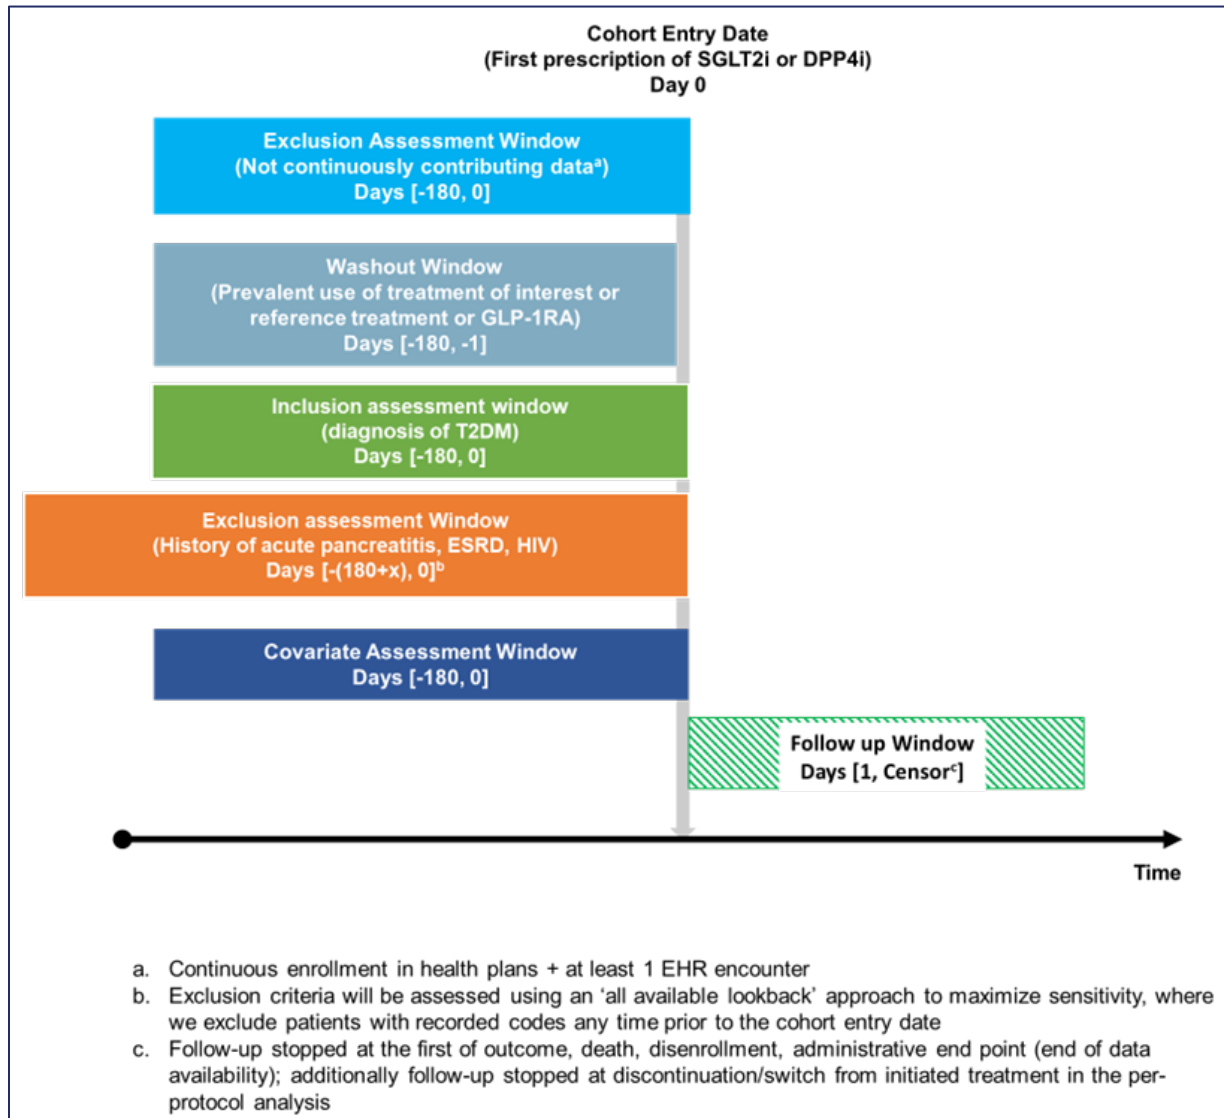 Cohort Entry Date
(First prescription of SGLT2i or DPP4i)
Day 0
Exclusion Assessment Window
(Not continuously contributing dataᵃ)
Days [-180, 0]
Washout Window
(Prevalent use of treatment of interest or
reference treatment or GLP-1RA)
Days [-180, -1]
Inclusion assessment window
(diagnosis of T2DM)
Days [-180, 0]
Exclusion assessment Window
(History of acute pancreatitis, ESRD, HIV)
Days [-(180+x), 0]ᵇ
Covariate Assessment Window
Days [-180, 0]
Follow up Window
Days [1, Censorᶜ]
Time
a. Continuous enrollment in health plans + at least 1 EHR encounter
b. Exclusion criteria will be assessed using an ‘all available lookback’ approach to maximize sensitivity, where
we exclude patients with recorded codes any time prior to the cohort entry date
c. Follow-up stopped at the first of outcome, death, disenrollment, administrative end point (end of data
availability); additionally follow-up stopped at discontinuation/switch from initiated treatment in the per-
protocol analysis